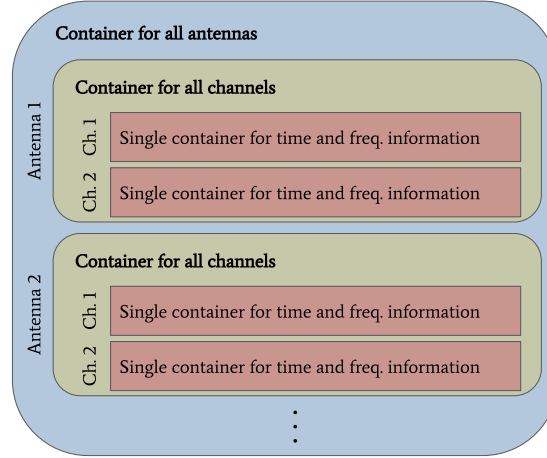 Container for all antennas
Antenna 1
Container for all channels
Ch. 1
Single container for time and freq. information
Ch. 2
Single container for time and freq. information
Antenna 2
Container for all channels
Ch. 1
Single container for time and freq. information
Ch. 2
Single container for time and freq. information